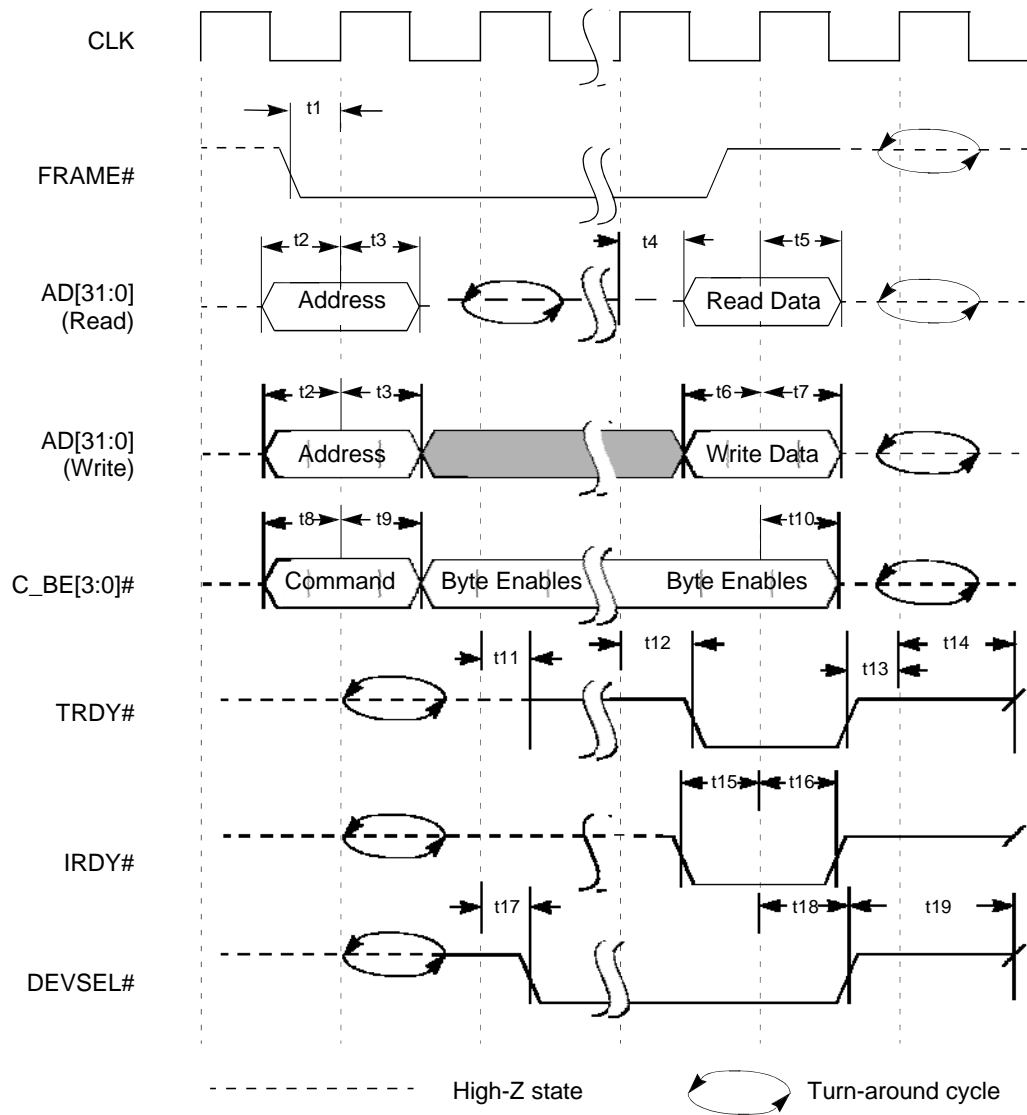 CLK
t1
FRAME#
t2 t3 t4 t5
AD[31:0]
(Read)
Address
Read Data
t2 t3 t6 t7
AD[31:0]
(Write)
Address
Write Data
t8 t9 t10
C_BE[3:0]#
Command
Byte Enables
Byte Enables
t11 t12 t13 t14
TRDY#
t15 t16
IRDY#
t17 t18 t19
DEVSEL#
High-Z state
Turn-around cycle